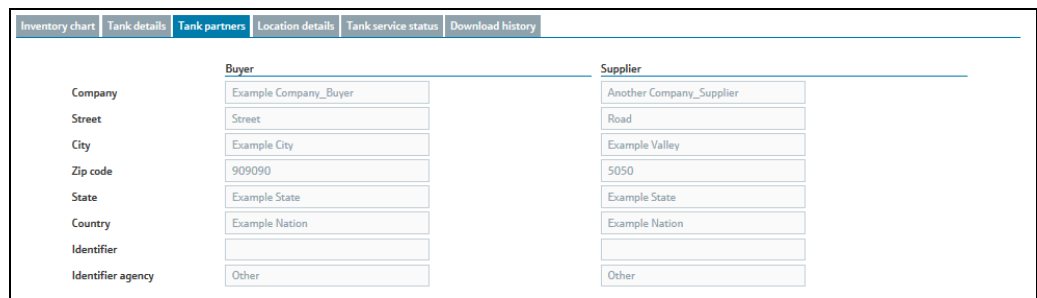 Inventory chart Tank details Tank partners Location details Tank service status Download history
Buyer Supplier
Company Example Company_Buyer Another Company_Supplier
Street Street Road
City Example City Example Valley
Zip code 909090 5050
State Example State Example State
Country Example Nation Example Nation
Identifier
Identifier agency Other Other